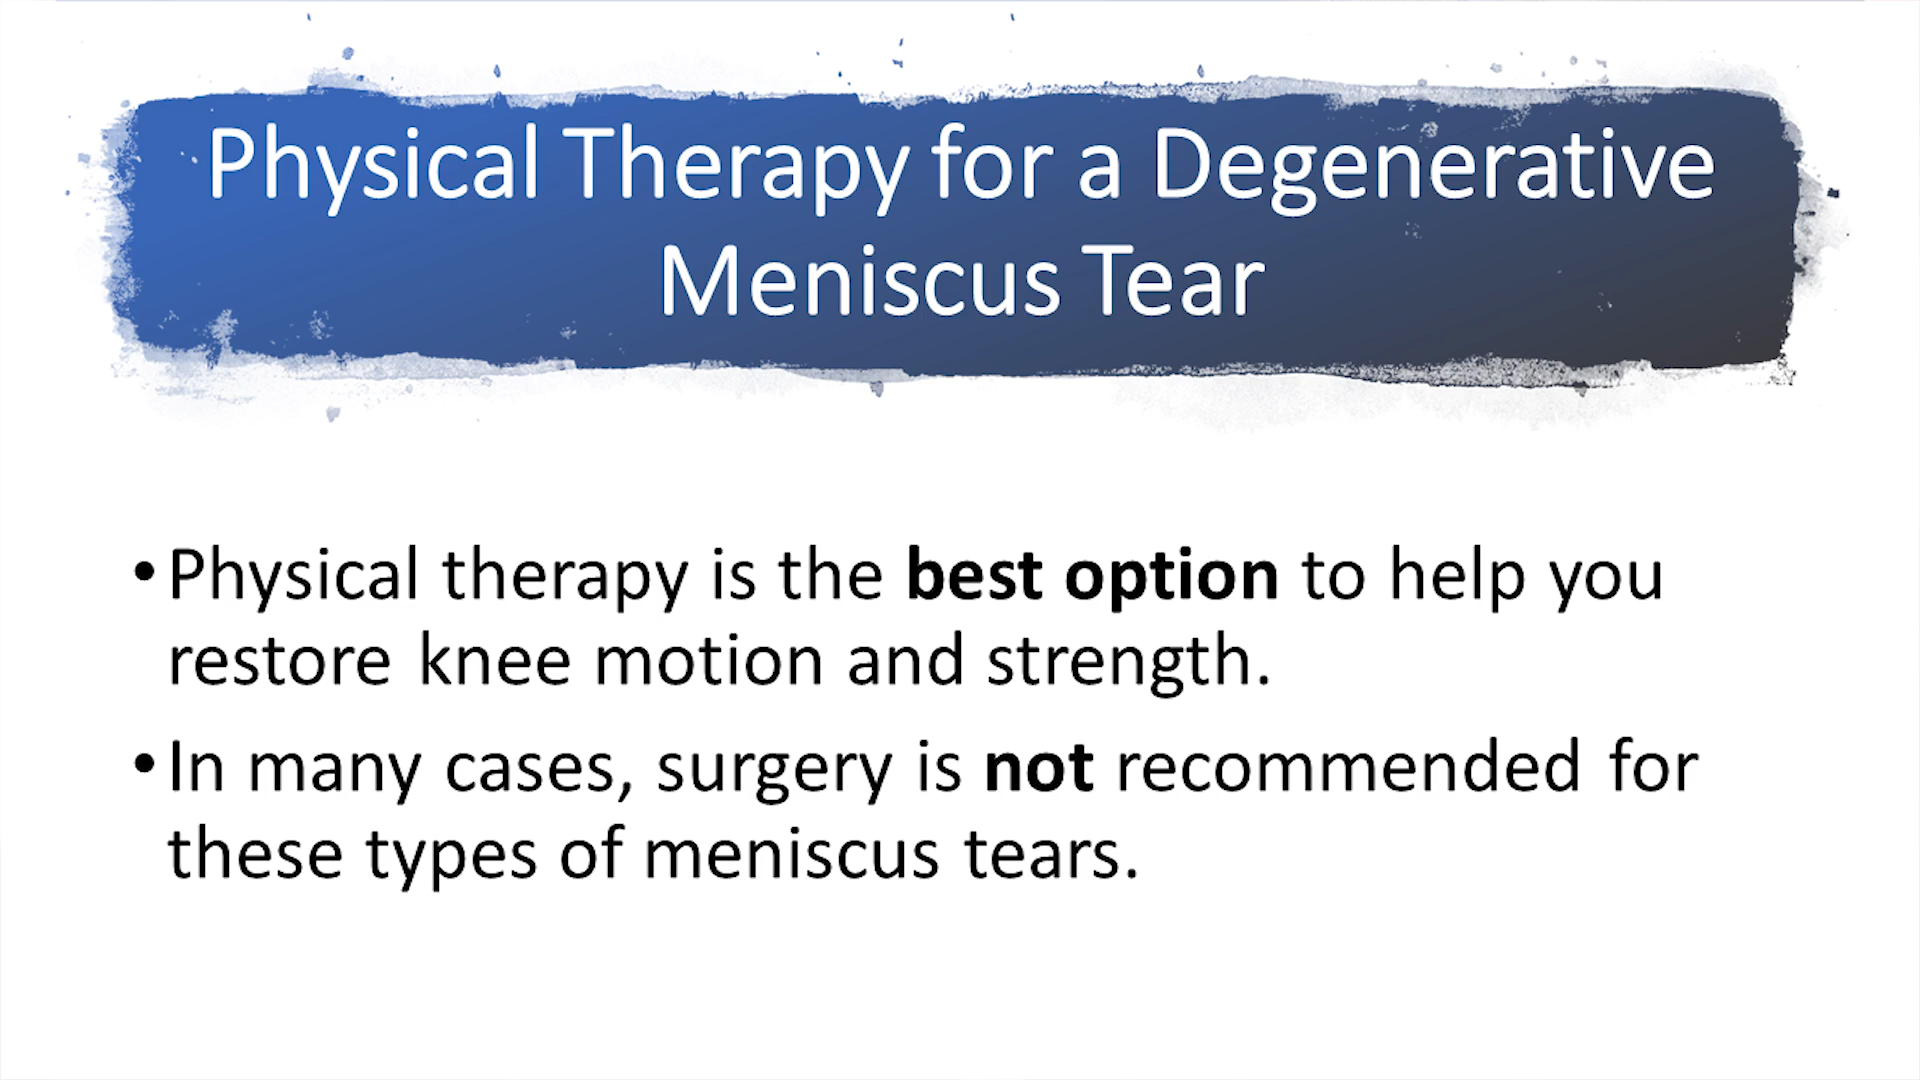 Physical Therapy for a Degenerative
Meniscus Tear
• Physical therapy is the best option to help you
restore knee motion and strength.
• In many cases, surgery is not recommended for
these types of meniscus tears.